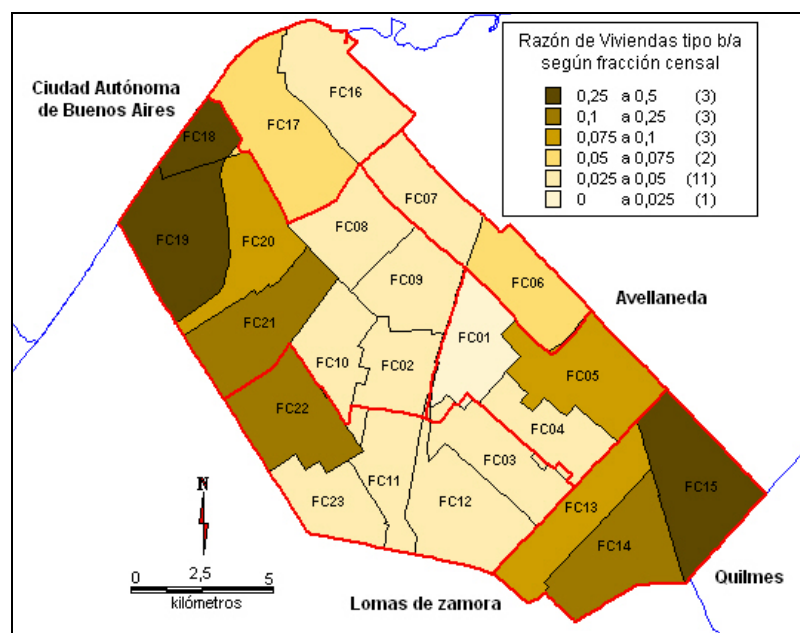 Razón de Viviendas tipo b/a
según fracción censal
0,25 a 0,5 (3)
0,1 a 0,25 (3)
0,075 a 0,1 (3)
0,05 a 0,075 (2)
0,025 a 0,05 (11)
0 a 0,025 (1)
Ciudad Autónoma
de Buenos Aires
FC16
FC17
FC18
FC07
FC08
FC20
FC19
FC09
FC06
Avellaneda
FC21
FC01
FC10
FC02
FC05
FC22
FC04
FC03
FC11
FC23
FC12
FC15
FC13
FC14
N
0 2,5 5
kilómetros
Quilmes
Lomas de zamora